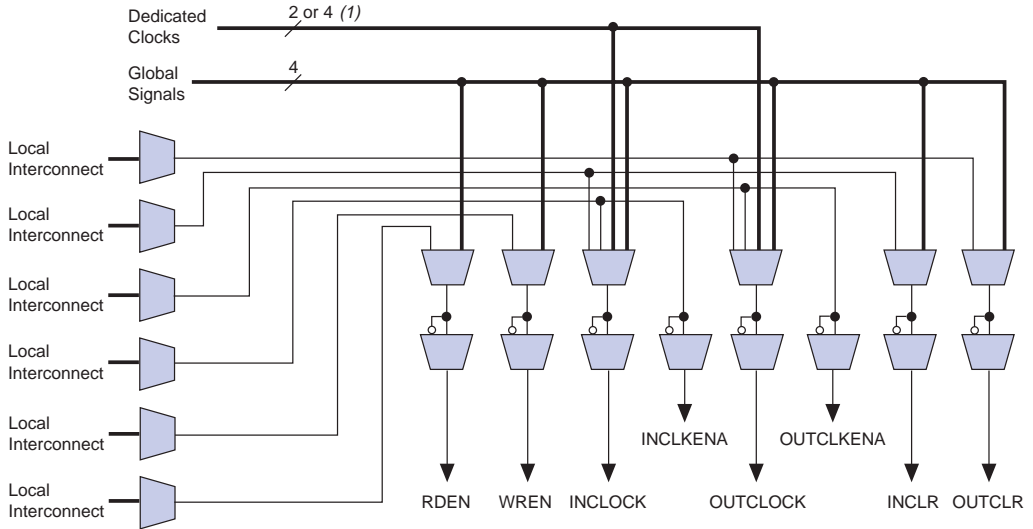 Dedicated
Clocks
2 or 4 (1)
Global
Signals
4
Local
Interconnect
Local
Interconnect
Local
Interconnect
Local
Interconnect
Local
Interconnect
Local
Interconnect
INCLKENA
OUTCLKENA
RDEN
WREN
INCLOCK
OUTCLOCK
INCLR
OUTCLR